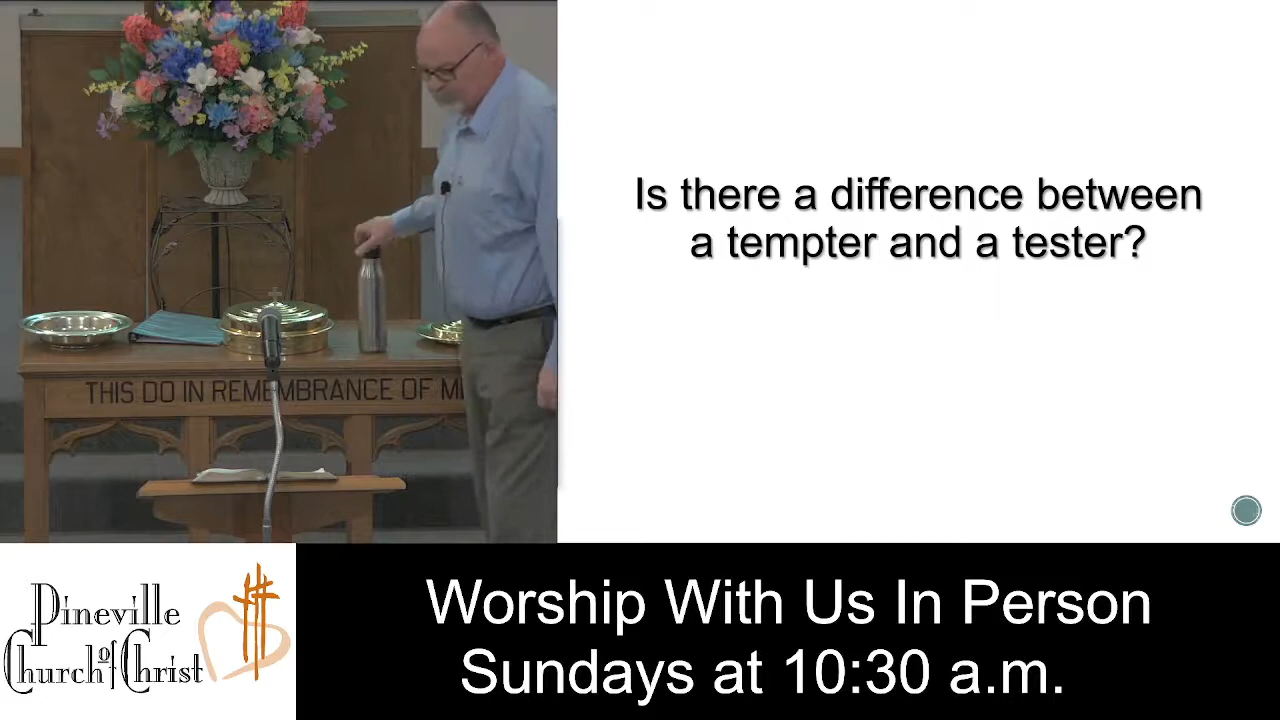 Is there a difference between
a tempter and a tester?
THIS DO IN REMEMBRANCE OF M
Pineville
Church of Christ
Worship With Us In Person
Sundays at 10:30 a.m.